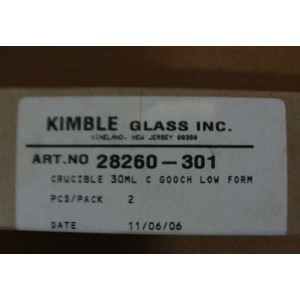 KIMBLE GLASS INC.
VINELAND, NEW JERSEY 08360
ART.NO 28260-301
CRUCIBLE 30ML C GOOCH LOW FORM
PCS/PACK 2
DATE 11/06/06